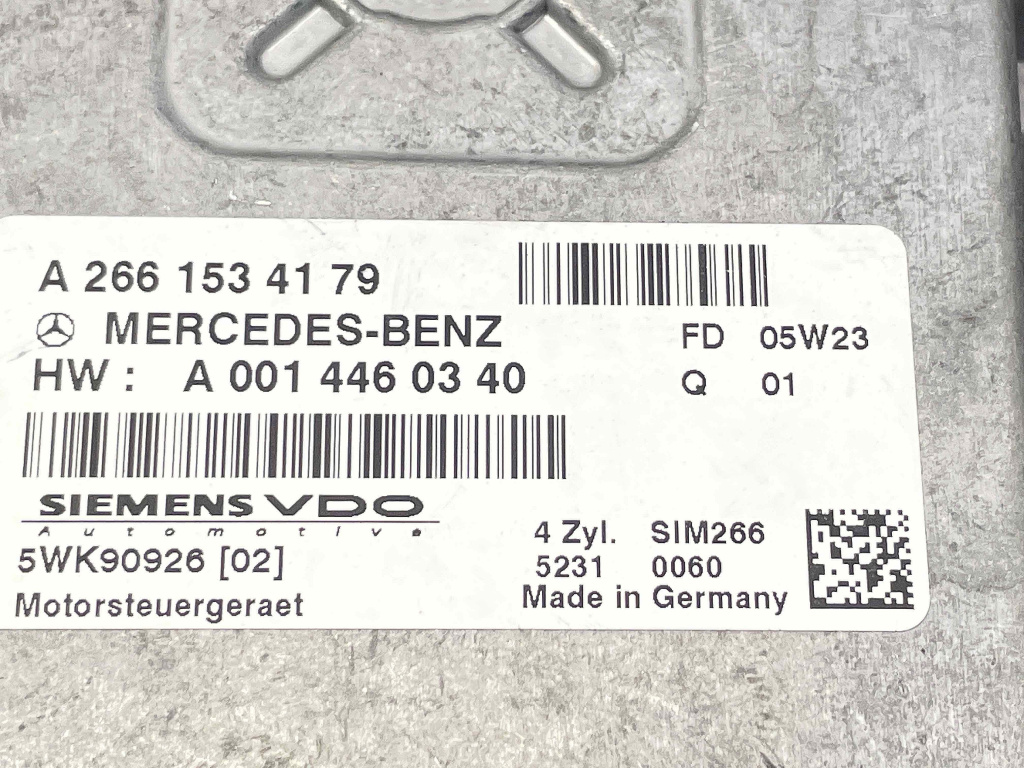 A 266 153 41 79
MERCEDES-BENZ
HW : A 001 446 03 40
FD 05W23
Q 01
SIEMENS VDO
Automotive
5WK90926 [02]
Motorsteuergeraet
4 Zyl. SIM266
5231 0060
Made in Germany